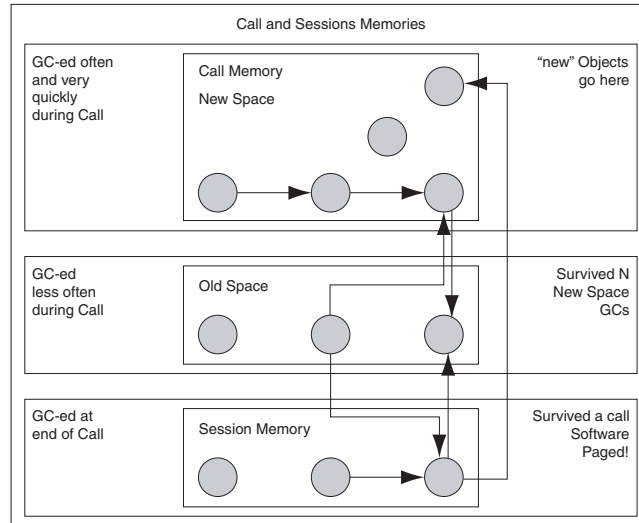 Call and Sessions Memories
GC-ed often
and very
quickly
during Call
Call Memory
New Space
“new” Objects
go here
GC-ed
less often
during Call
Old Space
Survived N
New Space
GCs
GC-ed at
end of Call
Session Memory
Survived a call
Software
Paged!